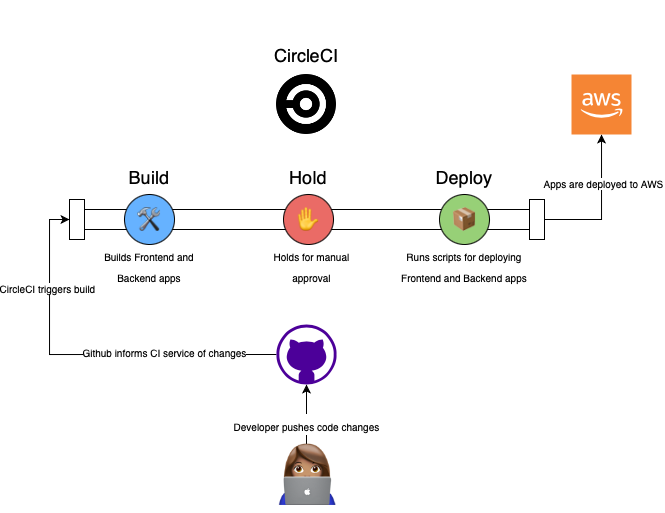 CircleCI
aws
Build
Hold
Deploy
Apps are deployed to AWS
Builds Frontend and
Backend apps
Holds for manual
approval
Runs scripts for deploying
Frontend and Backend apps
CircleCI triggers build
Github informs CI service of changes
Developer pushes code changes